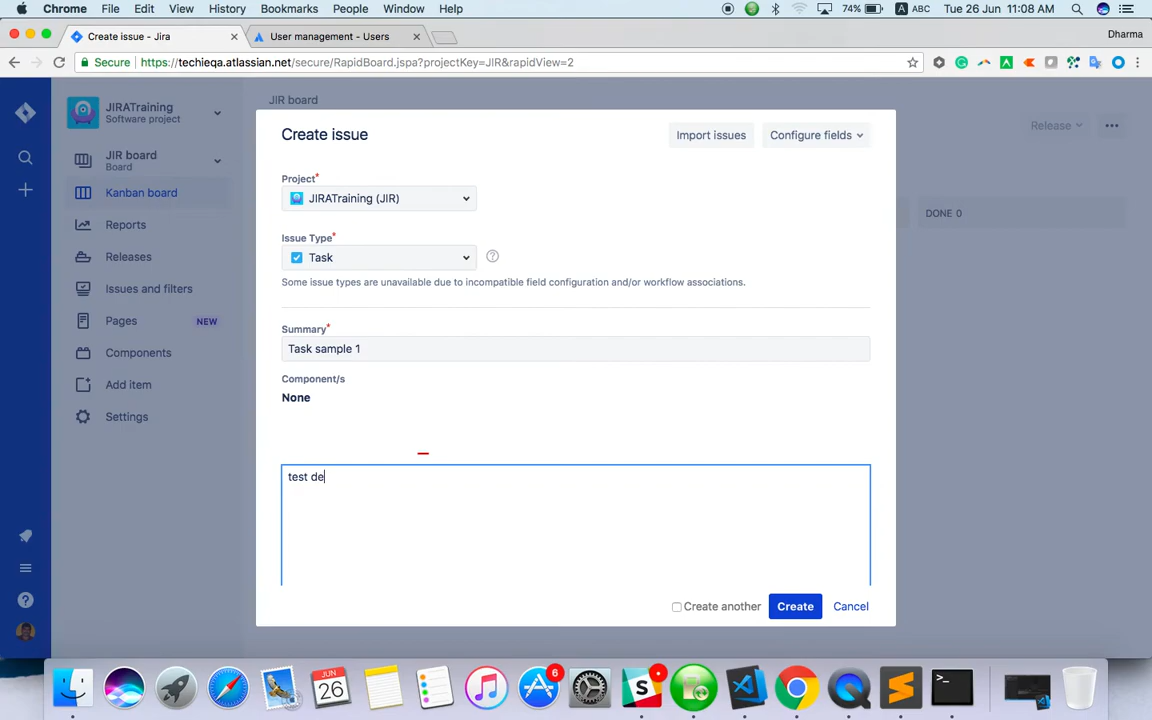 Chrome File Edit View History Bookmarks People Window Help 74% A ABC Tue 26 Jun 11:08 AM
Create issue - Jira User management - Users Dharma
Secure https://techieqa.atlassian.net/secure/RapidBoard.jspa?projectKey=JIR&rapidView=2
JIRATraining
Software project
JIR board
Board
Kanban board
Reports
Releases
Issues and filters
Pages NEW
Components
Add item
Settings
JIR board
Release
DONE 0
Create issue
Import issues
Configure fields
Project*
JIRATraining (JIR)
Issue Type*
Task
Some issue types are unavailable due to incompatible field configuration and/or workflow associations.
Summary*
Task sample 1
Component/s
None
test de
Create another
Create
Cancel
JUN
26
6